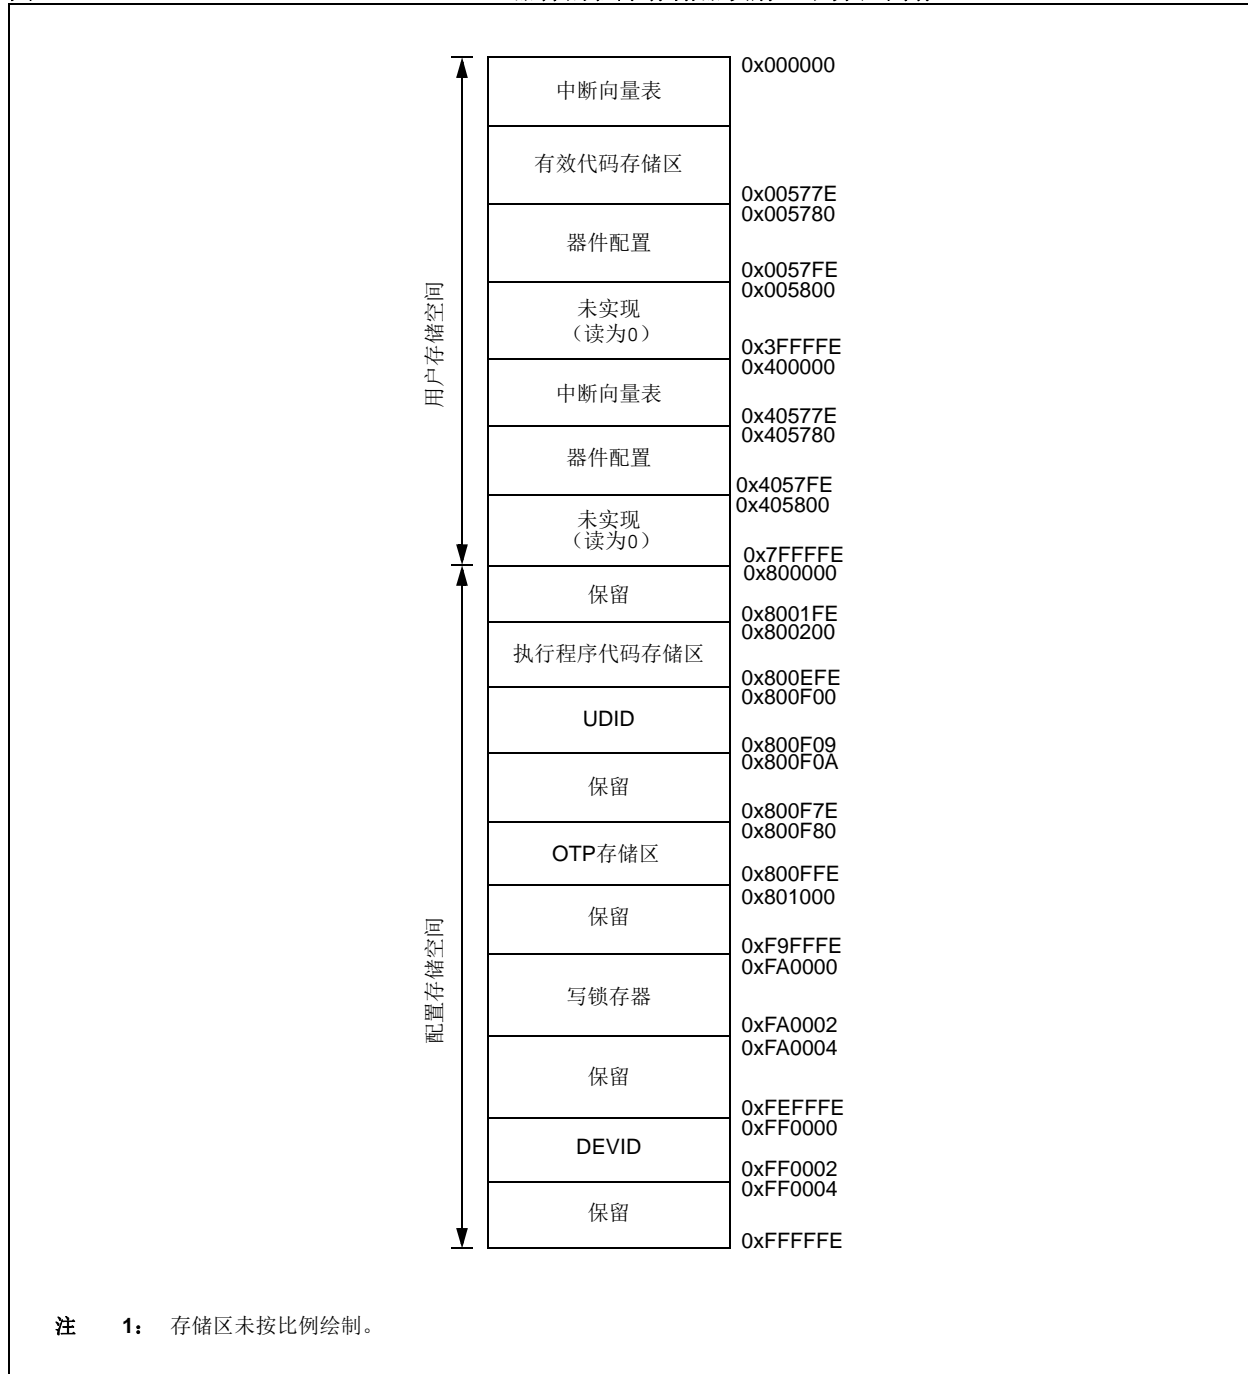 0x000000
中断向量表
有效代码存储区
0x00577E
0x005780
器件配置
0x0057FE
0x005800
未实现
（读为0）
0x3FFFFE
0x400000
中断向量表
0x40577E
0x405780
器件配置
0x4057FE
0x405800
未实现
（读为0）
0x7FFFFE
用户存储空间
0x800000
保留
0x8001FE
0x800200
执行程序代码存储区
0x800EFE
0x800F00
UDID
0x800F09
0x800F0A
保留
0x800F7E
0x800F80
OTP存储区
0x800FFE
0x801000
保留
0xF9FFFE
0xFA0000
写锁存器
0xFA0002
0xFA0004
保留
0xFEFFFE
0xFF0000
DEVID
0xFF0002
0xFF0004
保留
0xFFFFFE
配置存储空间
注 1： 存储区未按比例绘制。